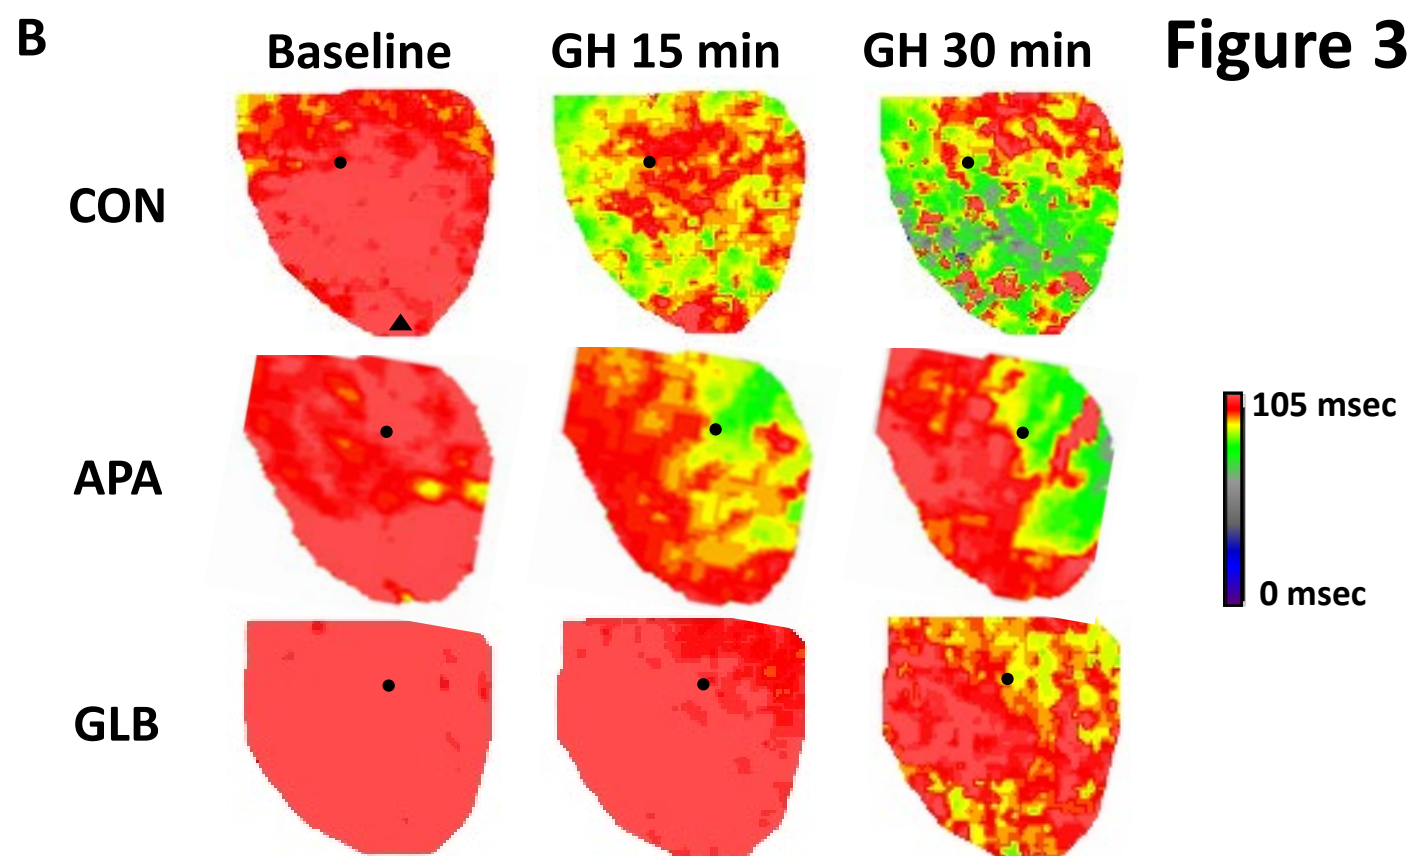 B
Baseline GH 15 min GH 30 min Figure 3
CON
APA
105 msec
0 msec
GLB